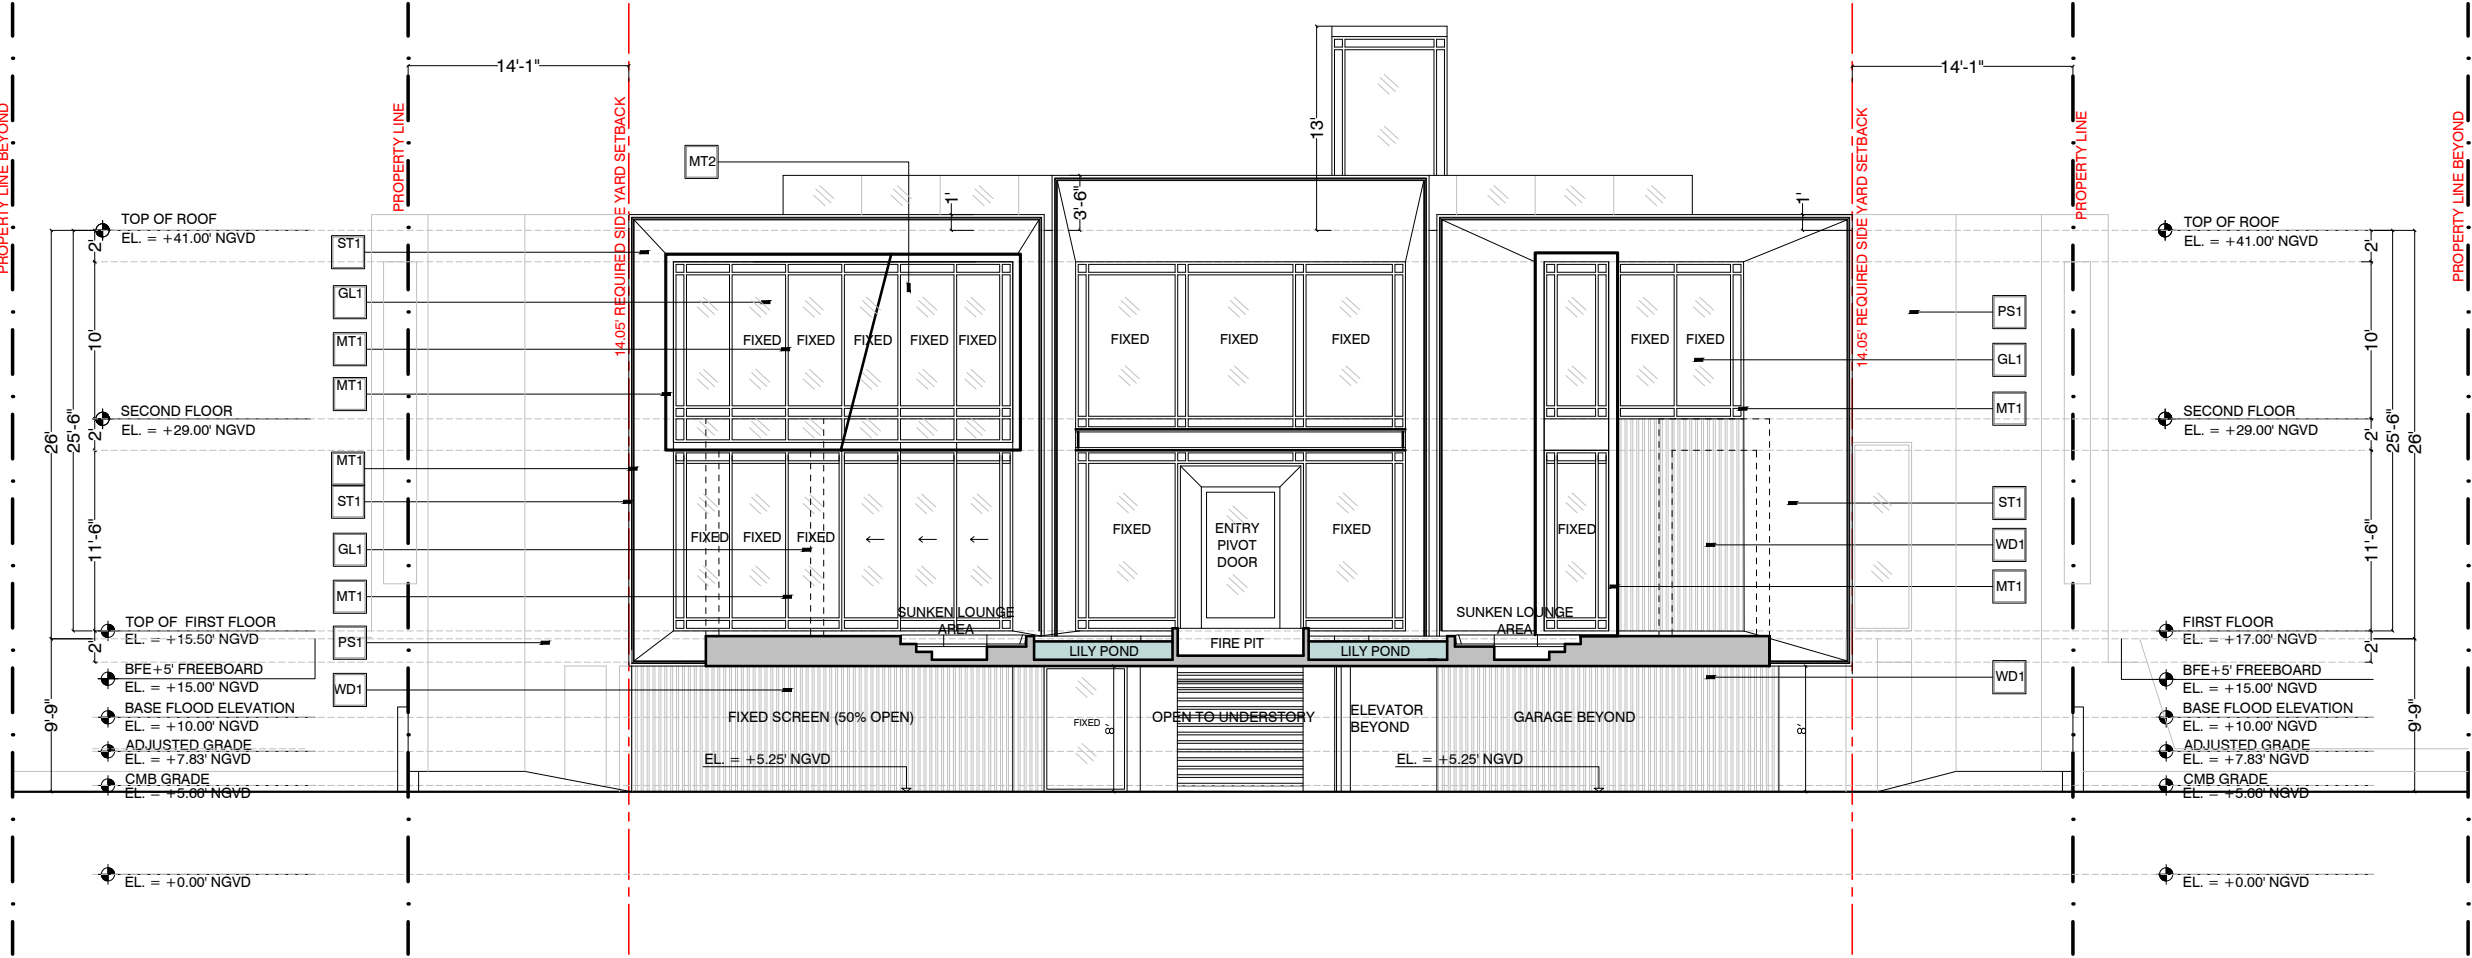 PROPERTY LINE BEYOND
PROPERTY LINE
14'-1"
14.05' REQUIRED SIDE YARD SETBACK
13'
14'-1"
14.05' REQUIRED SIDE YARD SETBACK
PROPERTY LINE
PROPERTY LINE BEYOND
MT2
1'
3'-6"
1'
TOP OF ROOF
EL. = +41.00' NGVD
SECOND FLOOR
EL. = +29.00' NGVD
TOP OF FIRST FLOOR
EL. = +15.50' NGVD
BFE+5' FREEBOARD
EL. = +15.00' NGVD
BASE FLOOD ELEVATION
EL. = +10.00' NGVD
ADJUSTED GRADE
EL. = +7.83' NGVD
CMB GRADE
EL. = +5.66' NGVD
EL. = +0.00' NGVD
26'
25'-6"
2'
10'
2'
11'-6"
2'
9'-9"
ST1
GL1
MT1
MT1
MT1
ST1
GL1
MT1
PS1
WD1
FIXED
FIXED
FIXED
FIXED
FIXED
FIXED
FIXED
FIXED
FIXED
FIXED
FIXED
FIXED
FIXED
FIXED
ENTRY
PIVOT
DOOR
FIXED
FIXED
SUNKEN LOUNGE
AREA
SUNKEN LOUNGE
AREA
LILY POND
FIRE PIT
LILY POND
FIXED SCREEN (50% OPEN)
FIXED
8'
OPEN TO UNDERSTORY
ELEVATOR
BEYOND
GARAGE BEYOND
8'
EL. = +5.25' NGVD
EL. = +5.25' NGVD
PS1
GL1
MT1
ST1
WD1
MT1
WD1
TOP OF ROOF
EL. = +41.00' NGVD
SECOND FLOOR
EL. = +29.00' NGVD
FIRST FLOOR
EL. = +17.00' NGVD
BFE+5' FREEBOARD
EL. = +15.00' NGVD
BASE FLOOD ELEVATION
EL. = +10.00' NGVD
ADJUSTED GRADE
EL. = +7.83' NGVD
CMB GRADE
EL. = +5.66' NGVD
EL. = +0.00' NGVD
2'
10'
2'
11'-6"
2'
25'-6"
26'
9'-9"